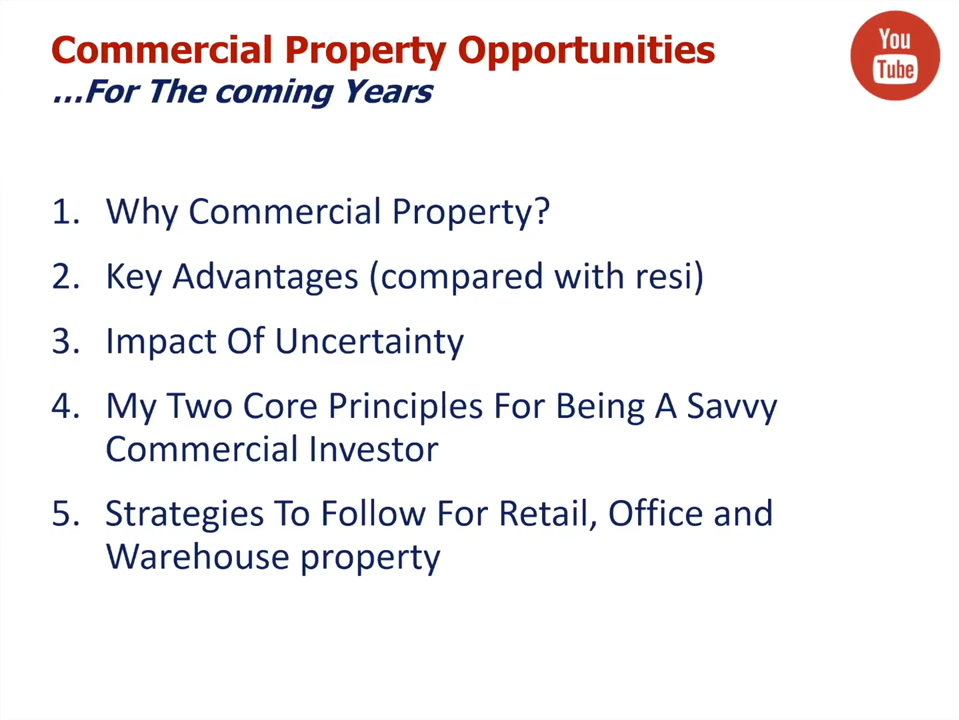 Commercial Property Opportunities
...For The coming Years
You
Tube
1. Why Commercial Property?
2. Key Advantages (compared with resi)
3. Impact Of Uncertainty
4. My Two Core Principles For Being A Savvy
Commercial Investor
5. Strategies To Follow For Retail, Office and
Warehouse property